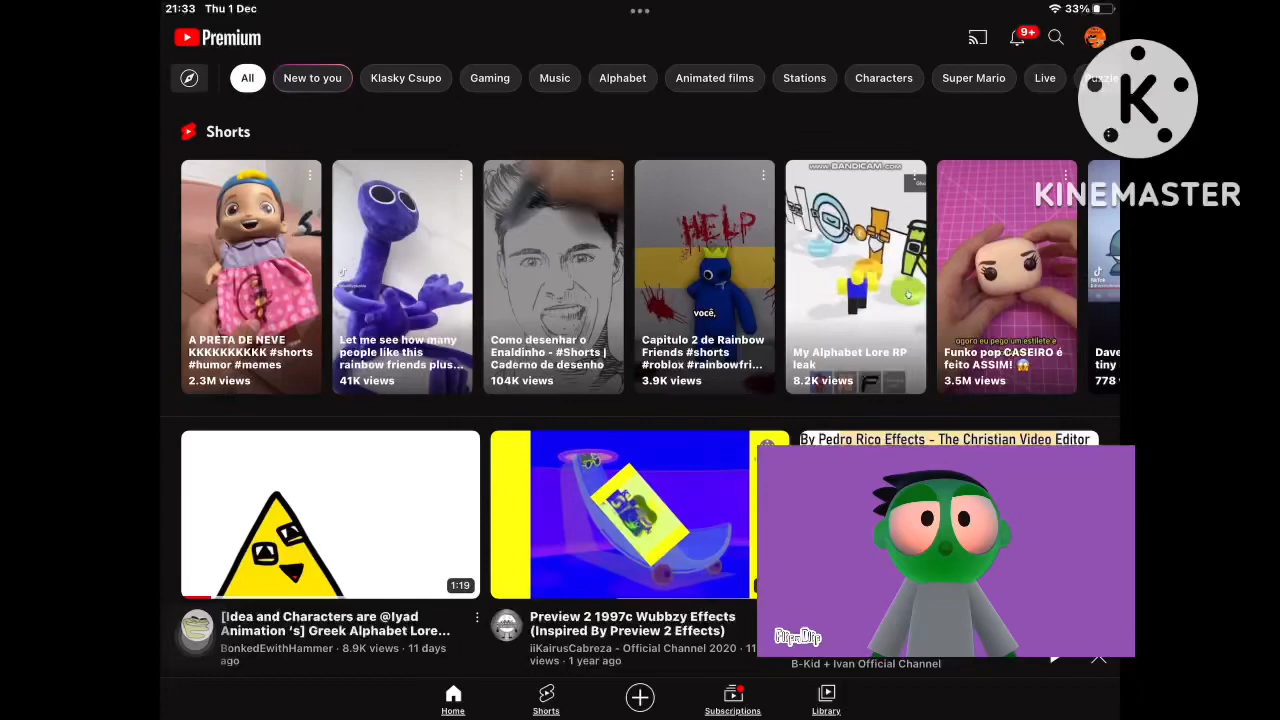 21:33 Thu 1 Dec
33%
Premium
9+
All
New to you
Klasky Csupo
Gaming
Music
Alphabet
Animated films
Stations
Characters
Super Mario
Live
K
KINEMASTER
Shorts
A PRETA DE NEVE
KKKKKKKKKK #shorts
#humor #memes
2.3M views
Let me see how many
people like this
rainbow friends plus...
41K views
Como desenhar o
Enaldinho - #Shorts |
Caderno de desenho
104K views
HELP
você,
Capitulo 2 de Rainbow
Friends #shorts
#roblox #rainbowfri...
3.9K views
WWW.BANDICAM.COM
My Alphabet Lore RP
leak
8.2K views
agora eu pego um estilete e
Funko pop CASEIRO é
feito ASSIM! 😱
3.5M views
TikTok
Dave
tiny
778
1:19
[Idea and Characters are @Iyad
Animation ‘s] Greek Alphabet Lore...
BonkedEwithHammer · 8.9K views · 11 days
ago
Preview 2 1997c Wubbzy Effects
(Inspired By Preview 2 Effects)
iiKairusCabreza - Official Channel 2020 · 11
views · 1 year ago
By Pedro Rico Effects - The Christian Video Editor
B-Kid + Ivan Official Channel
Home
Shorts
Subscriptions
Library